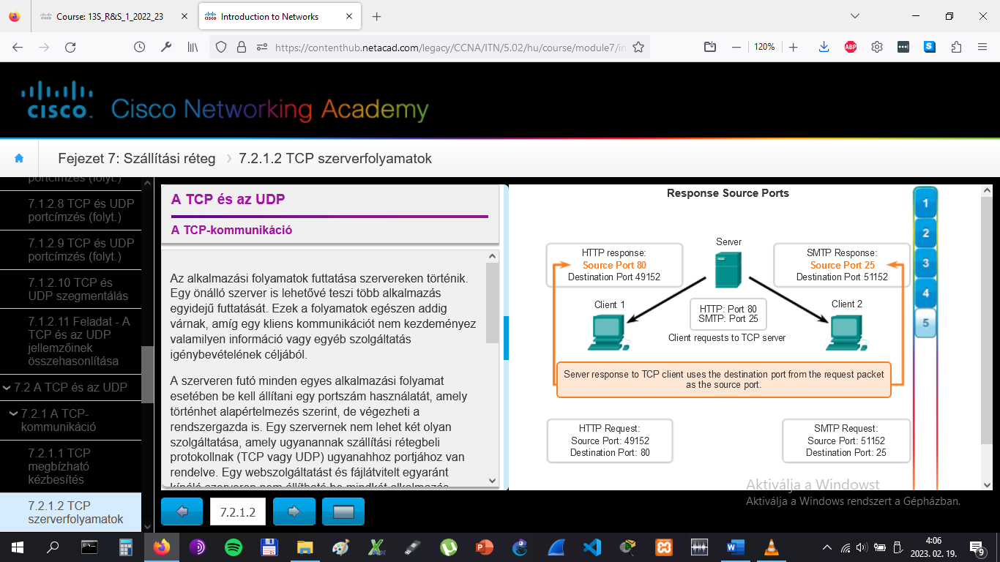 Course: 13S_R&S_1_2022_23
Introduction to Networks
https://contenthub.netacad.com/legacy/CCNA/ITN/5.02/hu/course/module7/in
120%
ABP
S
CISCO
Cisco Networking Academy
Fejezet 7: Szállítási réteg
7.2.1.2 TCP szerverfolyamatok
portcímzés (folyt.)
7.1.2.8 TCP és UDP
portcímzés (folyt.)
7.1.2.9 TCP és UDP
portcímzés (folyt.)
7.1.2.10 TCP és
UDP szegmentálás
7.1.2.11 Feladat - A
TCP és az UDP
jellemzőinek
összehasonlítása
7.2 A TCP és az UDP
7.2.1 A TCP-
kommunikáció
7.2.1.1 TCP
megbízható
kézbesítés
7.2.1.2 TCP
szerverfolyamatok
A TCP és az UDP
A TCP-kommunikáció
Az alkalmazási folyamatok futtatása szervereken történik.
Egy önálló szerver is lehetővé teszi több alkalmazás
egyidejű futtatását. Ezek a folyamatok egészen addig
várnak, amíg egy kliens kommunikációt nem kezdeményez
valamilyen információ vagy egyéb szolgáltatás
igénybevételének céljából.
A szerveren futó minden egyes alkalmazási folyamat
esetében be kell állítani egy portszám használatát, amely
történhet alapértelmezés szerint, de végezheti a
rendszergazda is. Egy szervernek nem lehet két olyan
szolgáltatása, amely ugyanannak szállítási rétegbeli
protokollnak (TCP vagy UDP) ugyanahhoz portjához van
rendelve. Egy webszolgáltatást és fájlátvitelt egyaránt
kínáló szerveren nem állítható be mindkét alkalmazás
7.2.1.2
Response Source Ports
HTTP response:
Source Port 80
Destination Port 49152
Server
SMTP Response:
Source Port 25
Destination Port 51152
Client 1
HTTP: Port 80
SMTP: Port 25
Client 2
Client requests to TCP server
Server response to TCP client uses the destination port from the request packet
as the source port.
HTTP Request:
Source Port: 49152
Destination Port: 80
SMTP Request:
Source Port: 51152
Destination Port: 25
1
2
3
4
5
Aktiválja a Windowst
Aktiválja a Windows rendszert a Gépházban.
4:06
2023. 02. 19.
9